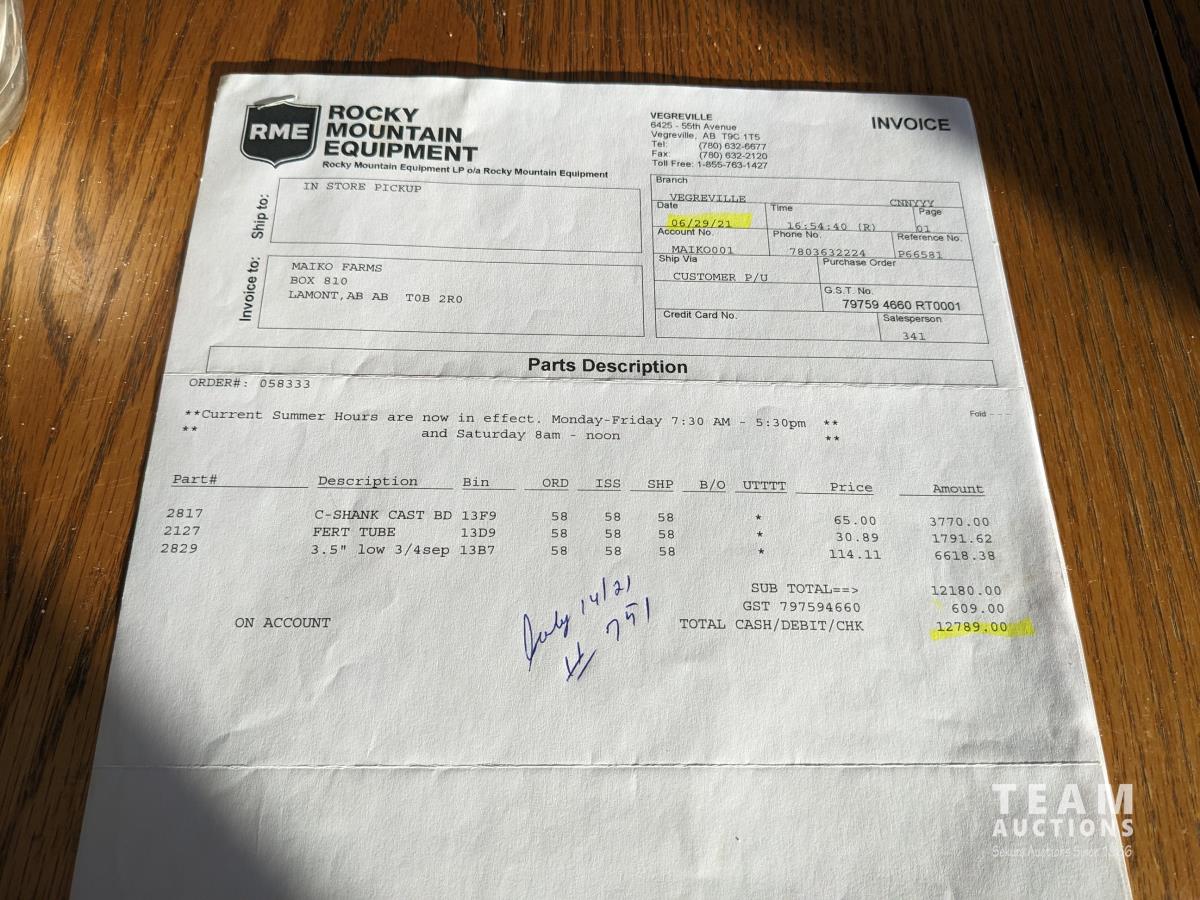 RME
ROCKY
MOUNTAIN
EQUIPMENT
Rocky Mountain Equipment LP o/a Rocky Mountain Equipment
VEGREVILLE
6425 - 55th Avenue
Vegreville, AB T9C 1T5
Tel: (780) 632-6677
Fax: (780) 632-2120
Toll Free: 1-855-763-1427
INVOICE
Ship to:
IN STORE PICKUP
Invoice to:
MAIKO FARMS
BOX 810
LAMONT,AB AB T0B 2R0
Branch
VEGREVILLE CNNYYY
Date Time Page
06/29/21 16:54:40 (R) 01
Account No. Phone No. Reference No.
MAIKO001 7803632224 P66581
Ship Via Purchase Order
CUSTOMER P/U
G.S.T. No.
79759 4660 RT0001
Credit Card No. Salesperson
341
Parts Description
ORDER#: 058333
Fold - - -
**Current Summer Hours are now in effect. Monday-Friday 7:30 AM - 5:30pm **
** and Saturday 8am - noon **
Part# Description Bin ORD ISS SHP B/O UTTTT Price Amount
2817 C-SHANK CAST BD 13F9 58 58 58 * 65.00 3770.00
2127 FERT TUBE 13D9 58 58 58 * 30.89 1791.62
2829 3.5" low 3/4sep 13B7 58 58 58 * 114.11 6618.38
SUB TOTAL==> 12180.00
GST 797594660 609.00
ON ACCOUNT TOTAL CASH/DEBIT/CHK 12789.00
July 14/21
# 751
TEAM
AUCTIONS